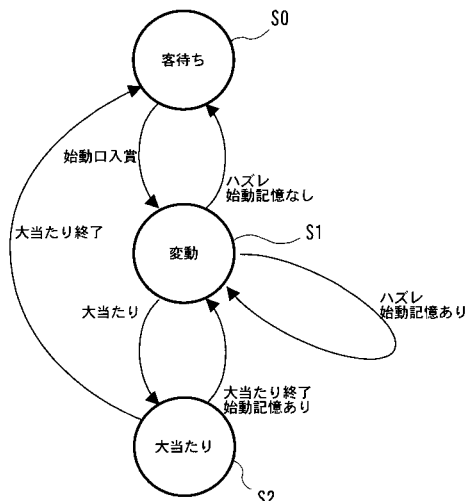 S0
客待ち
始動口入賞
ハズレ
始動記憶なし
大当たり終了
S1
変動
ハズレ
始動記憶あり
大当たり
大当たり終了
始動記憶あり
大当たり
S2